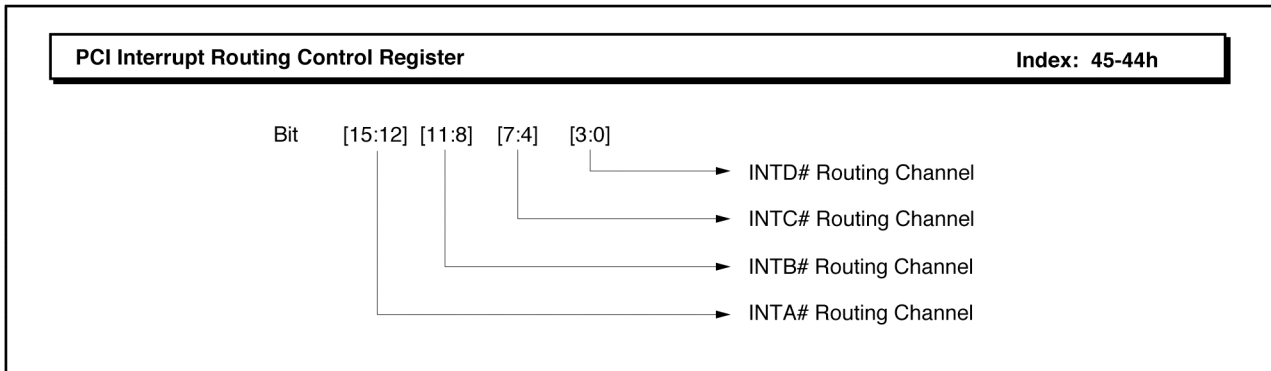 PCI Interrupt Routing Control Register Index: 45-44h
Bit [15:12] [11:8] [7:4] [3:0]
INTD# Routing Channel
INTC# Routing Channel
INTB# Routing Channel
INTA# Routing Channel